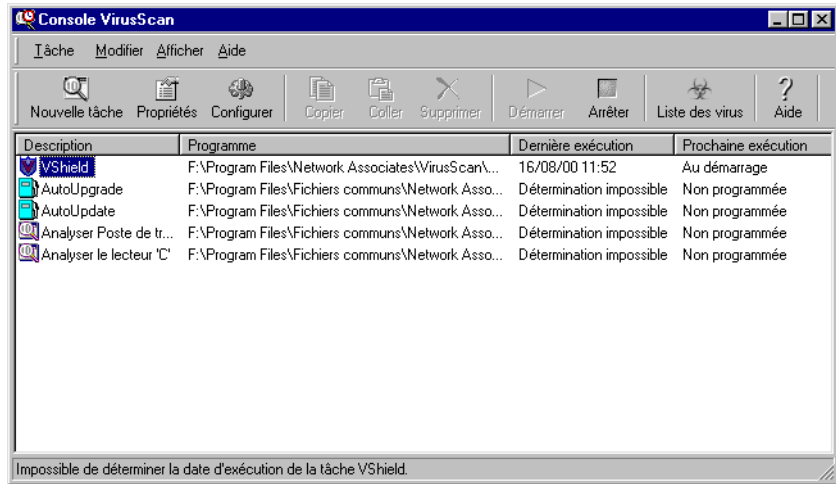 Console VirusScan
Tâche Modifier Afficher Aide
Nouvelle tâche Propriétés Configurer Copier Coller Supprimer Démarrer Arrêter Liste des virus Aide
Description Programme Dernière exécution Prochaine exécution
VShield F:\Program Files\Network Associates\VirusScan\... 16/08/00 11:52 Au démarrage
AutoUpgrade F:\Program Files\Fichiers communs\Network Asso... Détermination impossible Non programmée
AutoUpdate F:\Program Files\Fichiers communs\Network Asso... Détermination impossible Non programmée
Analyser Poste de tr... F:\Program Files\Fichiers communs\Network Asso... Détermination impossible Non programmée
Analyser le lecteur 'C' F:\Program Files\Fichiers communs\Network Asso... Détermination impossible Non programmée
Impossible de déterminer la date d'exécution de la tâche VShield.